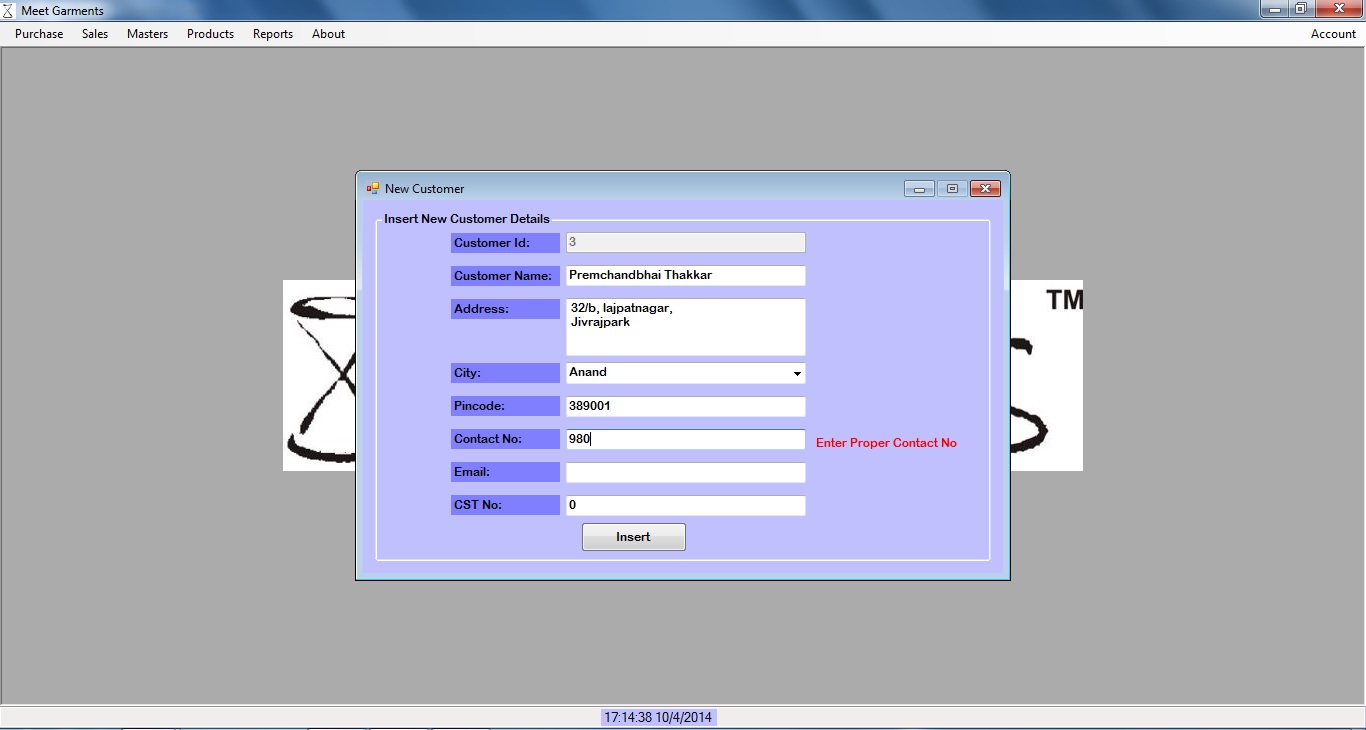 Meet Garments
Purchase Sales Masters Products Reports About Account
New Customer
Insert New Customer Details
Customer Id: 3
Customer Name: Premchandbhai Thakkar
Address: 32/b, lajpatnagar,
Jivrajpark
TM
City: Anand
Pincode: 389001
Contact No: 980 Enter Proper Contact No
Email:
CST No: 0
Insert
17:14:38 10/4/2014